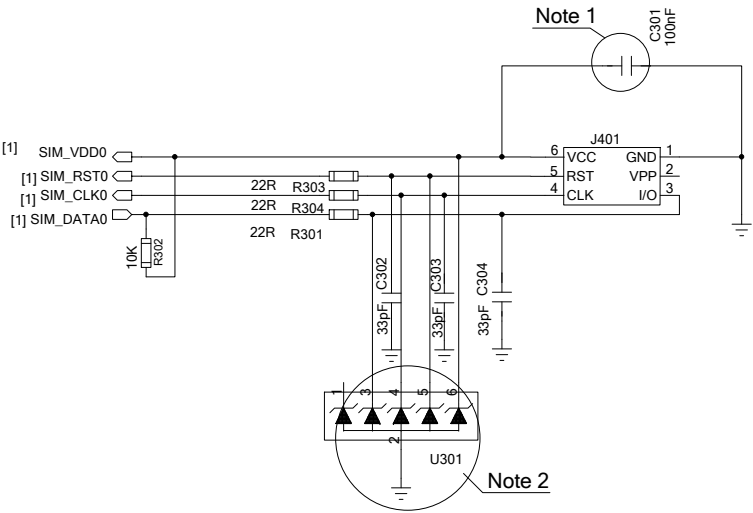 Note 1
C301
100nF
J401
[1] SIM_VDD0
6 VCC GND 1
[1] SIM_RST0
5 RST VPP 2
22R R303
[1] SIM_CLK0
4 CLK I/O 3
22R R304
[1] SIM_DATA0
22R R301
10K
R302
C302
33pF
C303
33pF
C304
33pF
1
3
4
5
6
2
U301
Note 2